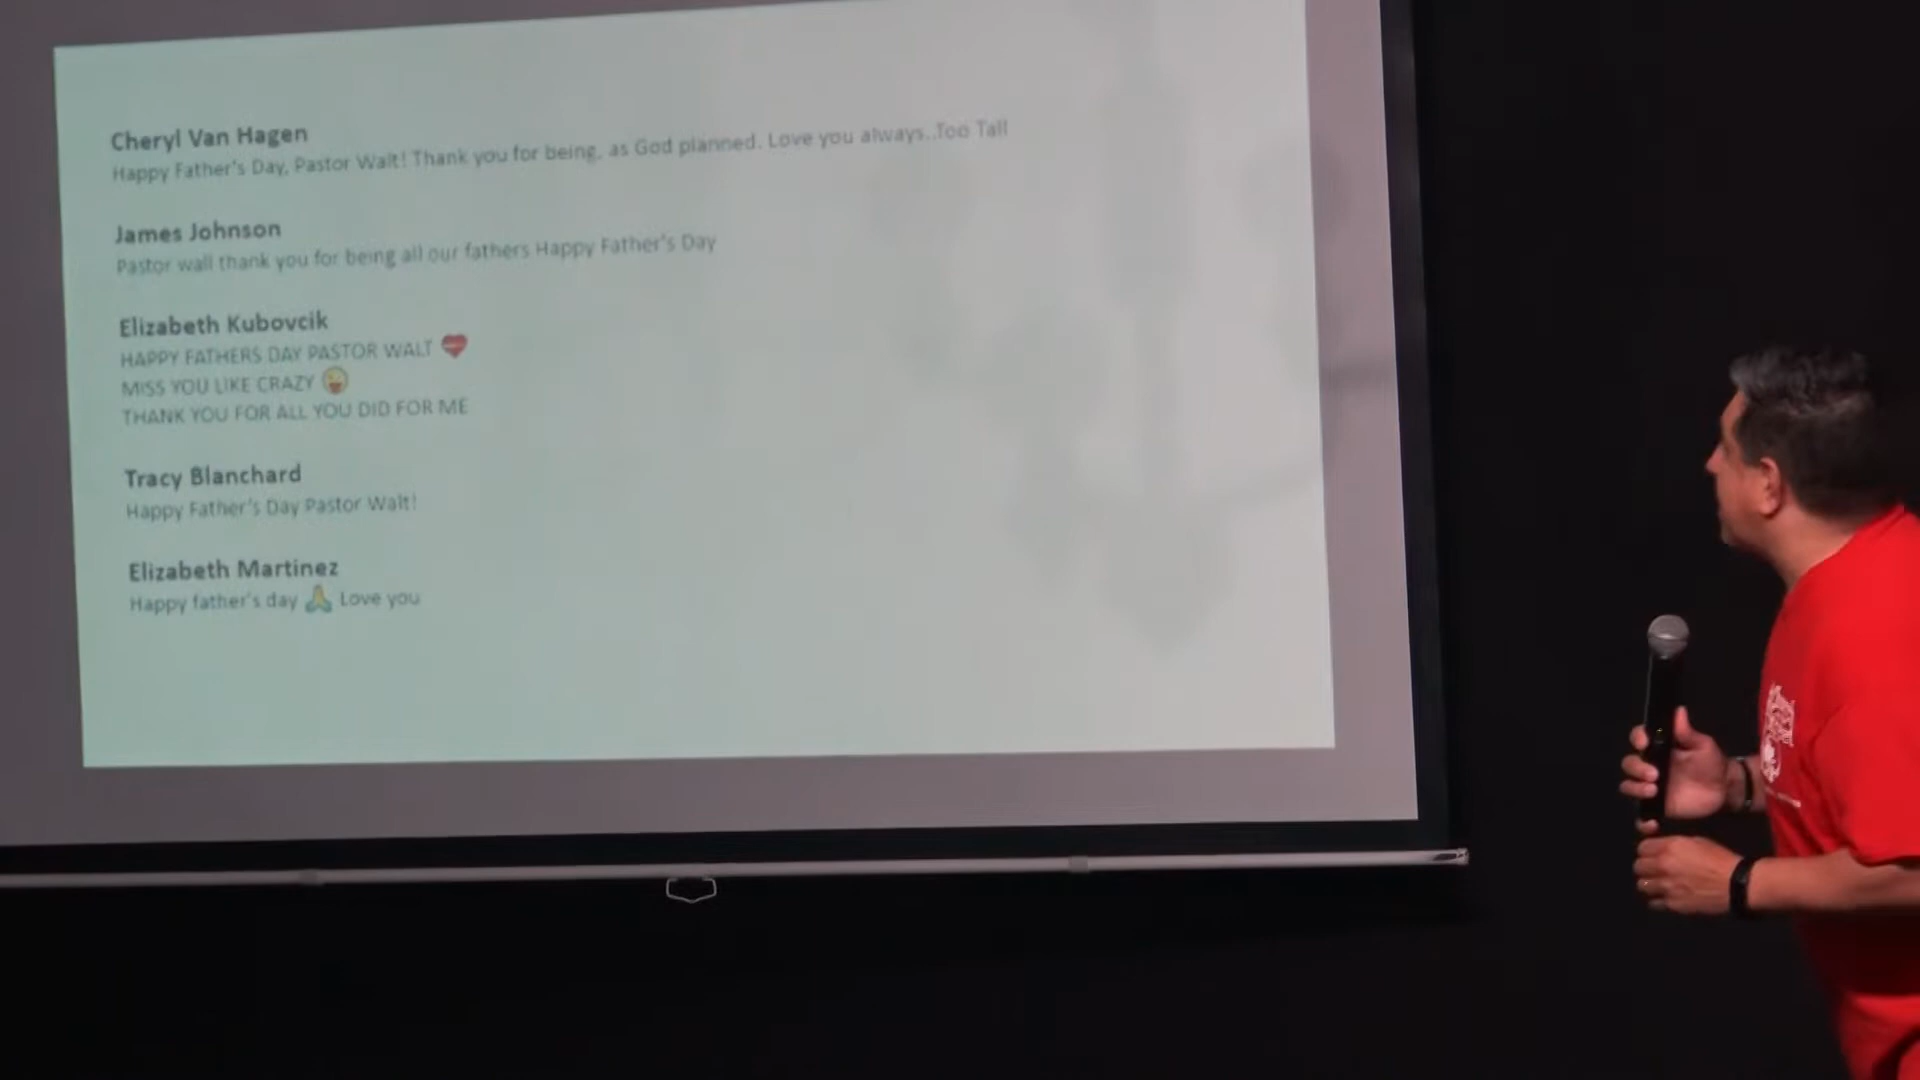 Cheryl Van Hagen
Happy Father's Day, Pastor Walt! Thank you for being, as God planned. Love you always..Too Tall
James Johnson
Pastor wall thank you for being all our fathers Happy Father's Day
Elizabeth Kubovcik
HAPPY FATHERS DAY PASTOR WALT ❤️
MISS YOU LIKE CRAZY 😜
THANK YOU FOR ALL YOU DID FOR ME
Tracy Blanchard
Happy Father's Day Pastor Walt!
Elizabeth Martinez
Happy father's day 🙏 Love you